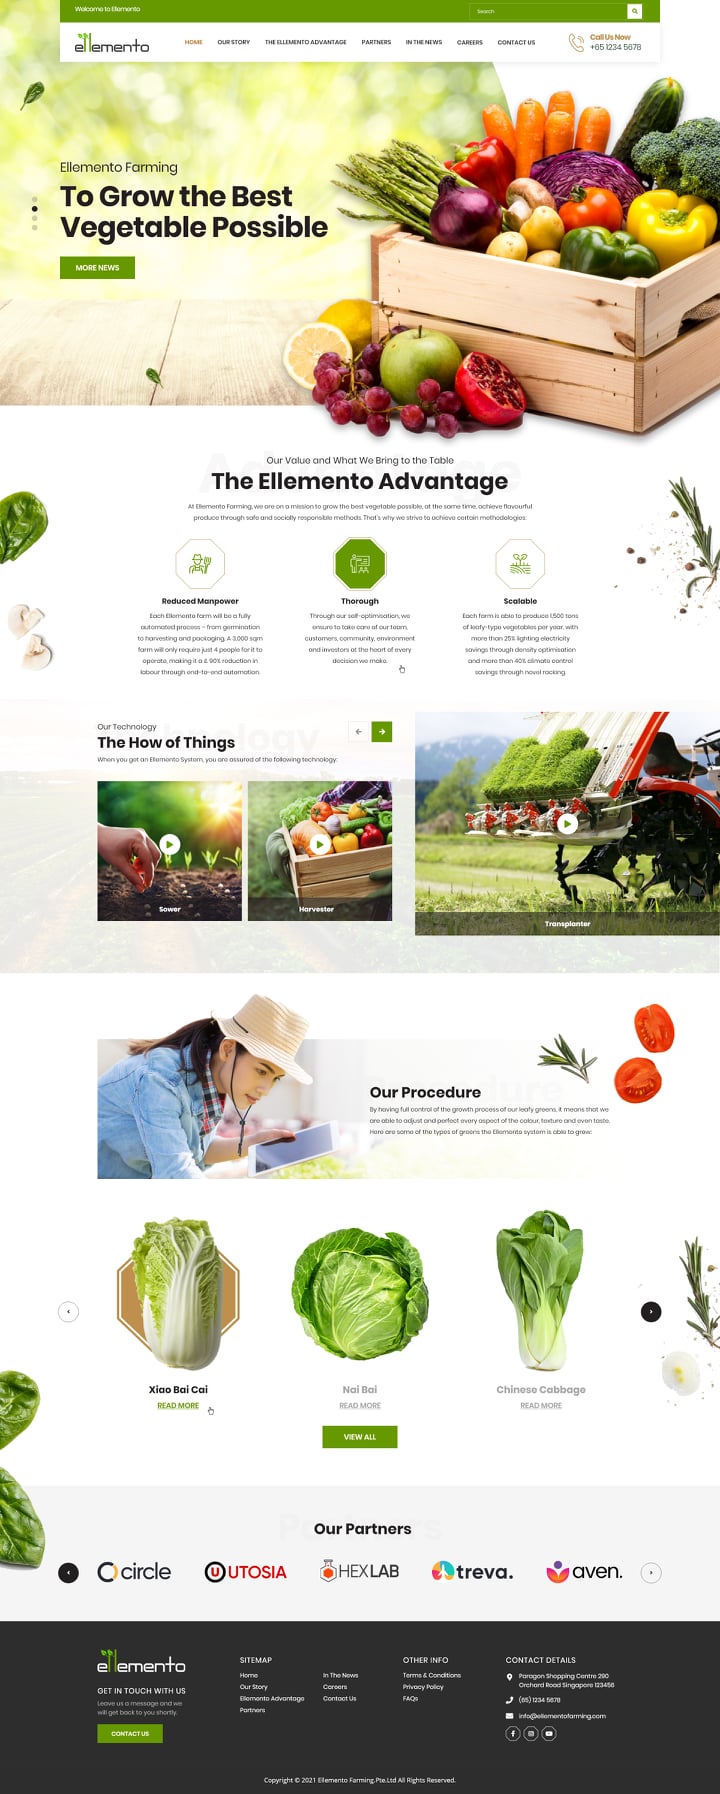 Welcome to Ellemento
Search
ellemento
HOME
OUR STORY
THE ELLEMENTO ADVANTAGE
PARTNERS
IN THE NEWS
CAREERS
CONTACT US
Call Us Now
+65 1234 5678
Ellemento Farming
To Grow the Best
Vegetable Possible
MORE NEWS
Advantage
Our Value and What We Bring to the Table
The Ellemento Advantage
At Ellemento Farming, we are on a mission to grow the best vegetable possible, at the same time, achieve flavourful
produce through safe and socially responsible methods. That's why we strive to achieve certain methodologies:
Reduced Manpower
Each Ellemento farm will be a fully
automated process – from germination
to harvesting and packaging. A 3,000 sqm
farm will only require just 4 people for it to
operate, making it a & 90% reduction in
labour through end-to-end automation.
Thorough
Through our self-optimisation, we
ensure to take care of our team,
customers, community, environment
and investors at the heart of every
decision we make.
Scalable
Each farm is able to produce 1,500 tons
of leafy-type vegetables per year, with
more than 25% lighting electricity
savings through density optimisation
and more than 40% climate control
savings through novel racking.
Technology
Our Technology
The How of Things
When you get an Ellemento System, you are assured of the following technology:
Sower
Harvester
Transplanter
Procedure
Our Procedure
By having full control of the growth process of our leafy greens, it means that we
are able to adjust and perfect every aspect of the colour, texture and even taste.
Here are some of the types of greens the Ellemento system is able to grow:
Xiao Bai Cai
READ MORE
Nai Bai
READ MORE
Chinese Cabbage
READ MORE
VIEW ALL
Partners
Our Partners
circle
UTOSIA
HEXLAB
treva.
aven.
ellemento
GET IN TOUCH WITH US
Leave us a message and we
will get back to you shortly.
CONTACT US
SITEMAP
Home
Our Story
Ellemento Advantage
Partners
In The News
Careers
Contact Us
OTHER INFO
Terms & Conditions
Privacy Policy
FAQs
CONTACT DETAILS
Paragon Shopping Centre 290
Orchard Road Singapore 123456
(65) 1234 5678
info@ellementofarming.com
Copyright © 2021 Ellemento Farming.Pte.Ltd All Rights Reserved.